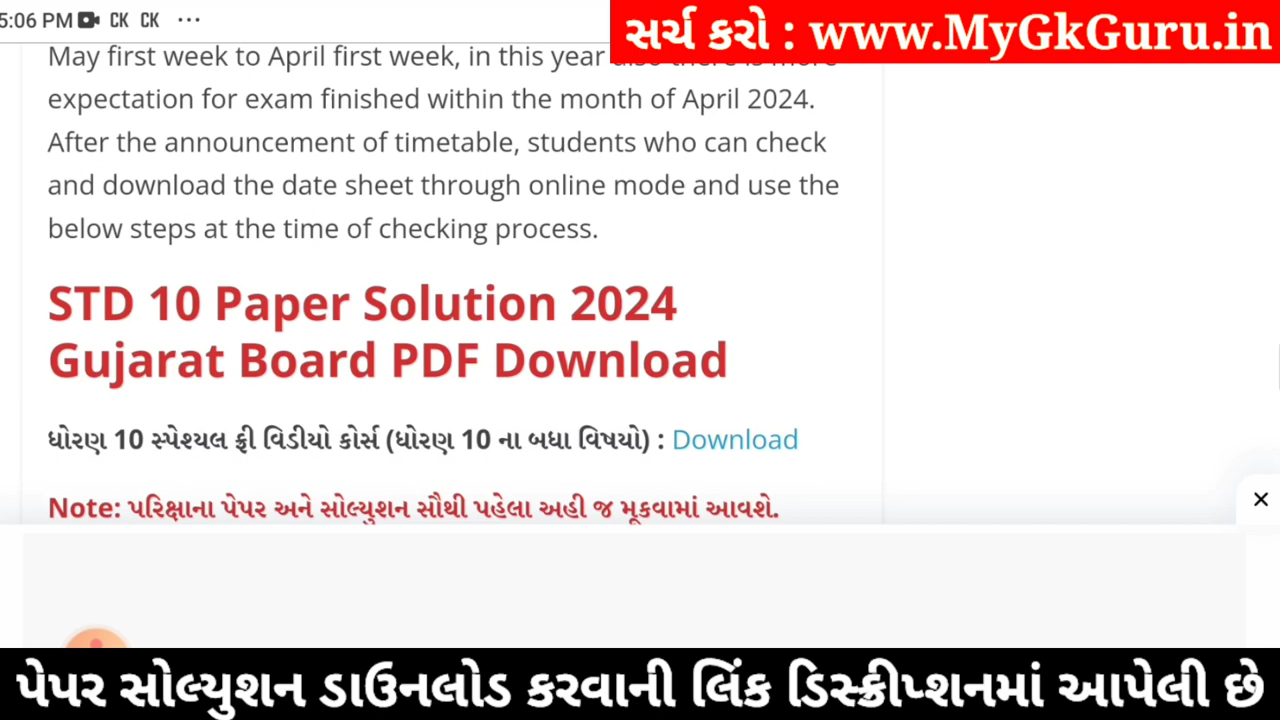 5:06 PM CK CK ...
સર્ચ કરો : www.MyGkGuru.in
May first week to April first week, in this year
expectation for exam finished within the month of April 2024.
After the announcement of timetable, students who can check
and download the date sheet through online mode and use the
below steps at the time of checking process.
STD 10 Paper Solution 2024
Gujarat Board PDF Download
ધોરણ 10 સ્પેશ્યલ ફ્રી વિડીયો કોર્સ (ધોરણ 10 ના બધા વિષયો) : Download
Note: પરિક્ષાના પેપર અને સોલ્યુશન સૌથી પહેલા અહી જ મૂકવામાં આવશે.
પેપર સોલ્યુશન ડાઉનલોડ કરવાની લિંક ડિસ્ક્રીપ્શનમાં આપેલી છે